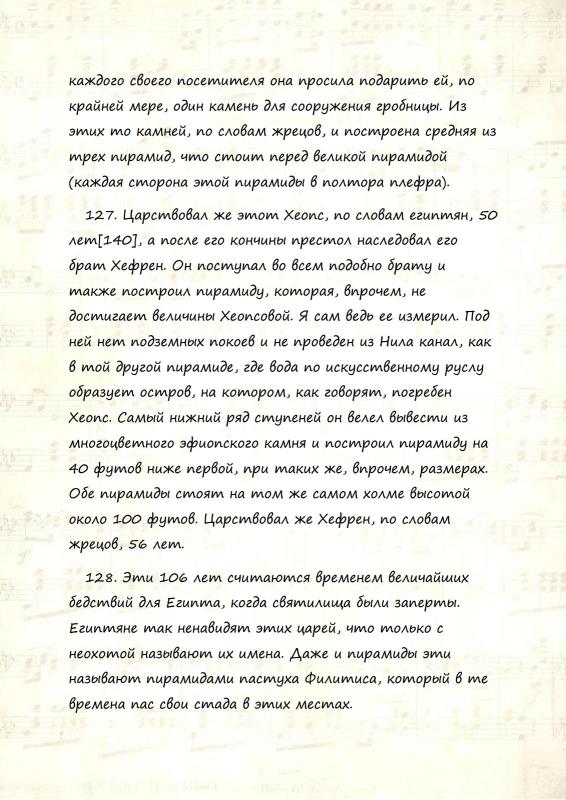 каждого своего посетителя она просила подарить ей, по
крайней мере, один камень для сооружения гробницы. Из
этих то камней, по словам жрецов, и построена средняя из
трех пирамид, что стоит перед великой пирамидой
(каждая сторона этой пирамиды в полтора плефра).
127. Царствовал же этот Хеопс, по словам египтян, 50
лет[140], а после его кончины престол наследовал его
брат Хефрен. Он поступал во всем подобно брату и
также построил пирамиду, которая, впрочем, не
достигает величины Хеопсовой. Я сам ведь ее измерил. Под
ней нет подземных покоев и не проведен из Нила канал, как
в той другой пирамиде, где вода по искусственному руслу
образует остров, на котором, как говорят, погребен
Хеопс. Самый нижний ряд ступеней он велел вывести из
многоцветного эфиопского камня и построил пирамиду на
40 футов ниже первой, при таких же, впрочем, размерах.
Обе пирамиды стоят на том же самом холме высотой
около 100 футов. Царствовал же Хефрен, по словам
жрецов, 56 лет.
128. Эти 106 лет считаются временем величайших
бедствий для Египта, когда святилища были заперты.
Египтяне так ненавидят этих царей, что только с
неохотой называют их имена. Даже и пирамиды эти
называют пирамидами пастуха Филитиса, который в те
времена пас свои стада в этих местах.